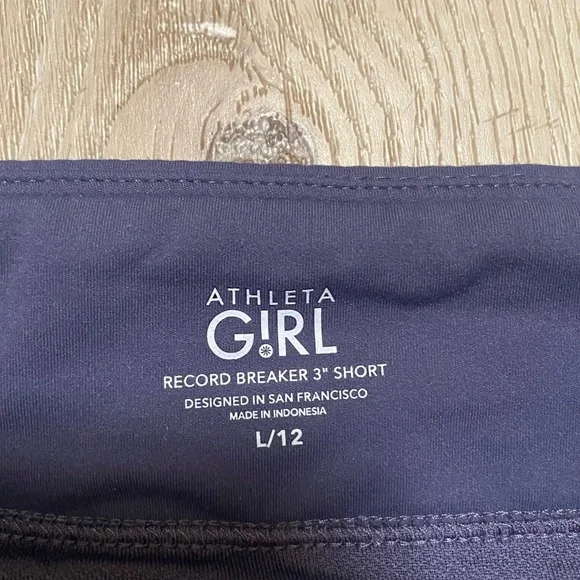 ATHLETA
G!RL
RECORD BREAKER 3" SHORT
DESIGNED IN SAN FRANCISCO
MADE IN INDONESIA
L/12